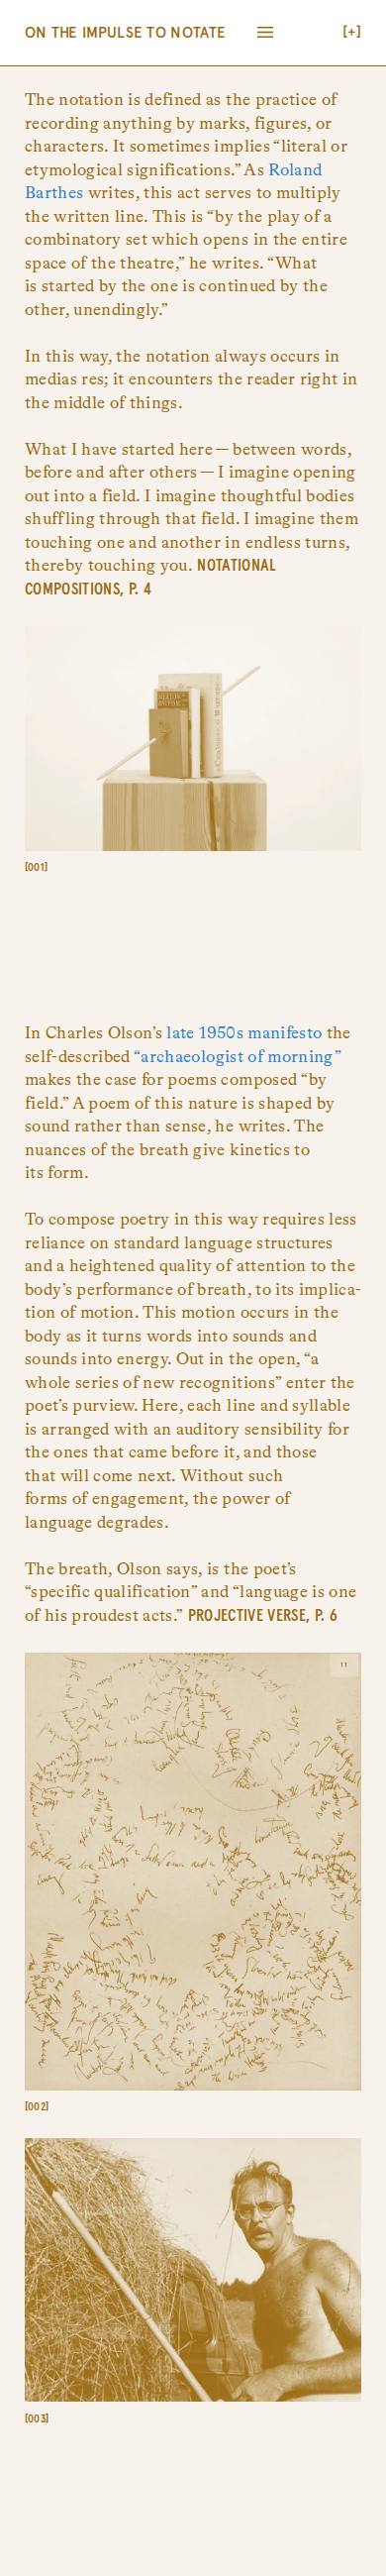 ON THE IMPULSE TO NOTATE
[+]
The notation is defined as the practice of
recording anything by marks, figures, or
characters. It sometimes implies “literal or
etymological significations.” As Roland
Barthes writes, this act serves to multiply
the written line. This is “by the play of a
combinatory set which opens in the entire
space of the theatre,” he writes. “What
is started by the one is continued by the
other, unendingly.”
In this way, the notation always occurs in
medias res; it encounters the reader right in
the middle of things.
What I have started here — between words,
before and after others — I imagine opening
out into a field. I imagine thoughtful bodies
shuffling through that field. I imagine them
touching one and another in endless turns,
thereby touching you. NOTATIONAL
COMPOSITIONS, P. 4
[001]
In Charles Olson’s late 1950s manifesto the
self-described “archaeologist of morning”
makes the case for poems composed “by
field.” A poem of this nature is shaped by
sound rather than sense, he writes. The
nuances of the breath give kinetics to
its form.
To compose poetry in this way requires less
reliance on standard language structures
and a heightened quality of attention to the
body’s performance of breath, to its implica-
tion of motion. This motion occurs in the
body as it turns words into sounds and
sounds into energy. Out in the open, “a
whole series of new recognitions” enter the
poet’s purview. Here, each line and syllable
is arranged with an auditory sensibility for
the ones that came before it, and those
that will come next. Without such
forms of engagement, the power of
language degrades.
The breath, Olson says, is the poet’s
“specific qualification” and “language is one
of his proudest acts.” PROJECTIVE VERSE, P. 6
11
[002]
[003]